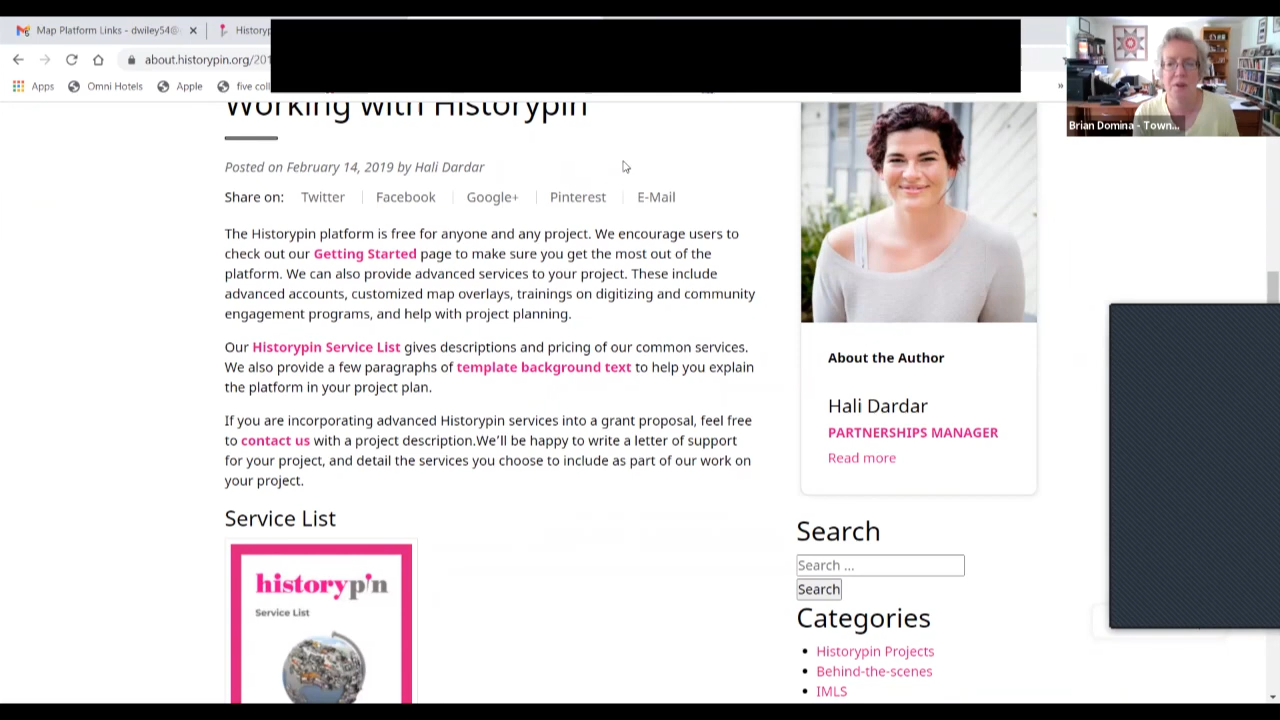 Map Platform Links - dwiley54@
Historyp
about.historypin.org/201
Apps
Omni Hotels
Apple
five coll
»
Brian Domina - Town...
Working with Historypin
Posted on February 14, 2019 by Hali Dardar
Share on:
Twitter
Facebook
Google+
Pinterest
E-Mail
The Historypin platform is free for anyone and any project. We encourage users to
check out our Getting Started page to make sure you get the most out of the
platform. We can also provide advanced services to your project. These include
advanced accounts, customized map overlays, trainings on digitizing and community
engagement programs, and help with project planning.
Our Historypin Service List gives descriptions and pricing of our common services.
We also provide a few paragraphs of template background text to help you explain
the platform in your project plan.
If you are incorporating advanced Historypin services into a grant proposal, feel free
to contact us with a project description.We'll be happy to write a letter of support
for your project, and detail the services you choose to include as part of our work on
your project.
Service List
historypin
Service List
About the Author
Hali Dardar
PARTNERSHIPS MANAGER
Read more
Search
Search ...
Search
Categories
Historypin Projects
Behind-the-scenes
IMLS